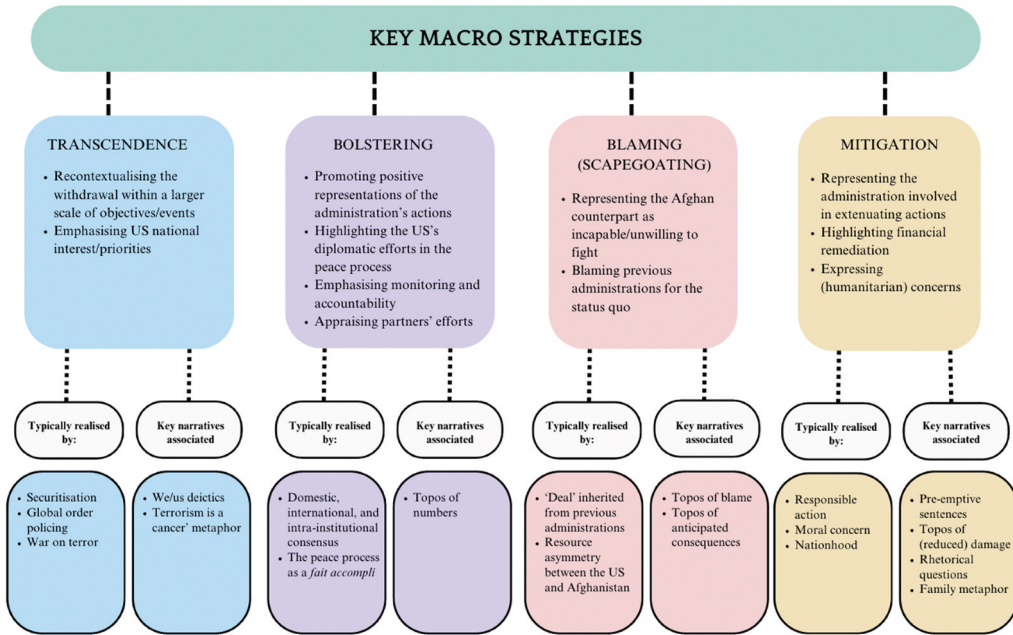 KEY MACRO STRATEGIES
TRANSCENDENCE
• Recontextualising the
withdrawal within a larger
scale of objectives/events
• Emphasising US national
interest/priorities
BOLSTERING
• Promoting positive
representations of the
administration's actions
• Highlighting the US's
diplomatic efforts in the
peace process
• Emphasising monitoring and
accountability
• Appraising partners' efforts
BLAMING
(SCAPEGOATING)
• Representing the Afghan
counterpart as
incapable/unwilling to
fight
• Blaming previous
administrations for the
status quo
MITIGATION
• Representing the
administration involved
in extenuating actions
• Highlighting financial
remediation
• Expressing
(humanitarian) concerns
Typically realised
by:
Key narratives
associated
Typically realised
by:
Key narratives
associated
Typically realised
by:
Key narratives
associated
Typically realised
by:
Key narratives
associated
• Securitisation
• Global order
policing
• War on terror
• We/us deictics
• Terrorism is a
cancer' metaphor
• Domestic,
international, and
intra-institutional
consensus
• The peace process
as a fait accompli
• Topos of
numbers
• 'Deal' inherited
from previous
administrations
• Resource
asymmetry
between the US
and Afghanistan
• Topos of blame
• Topos of
anticipated
consequences
• Responsible
action
• Moral concern
• Nationhood
• Pre-emptive
sentences
• Topos of
(reduced) damage
• Rhetorical
questions
• Family metaphor